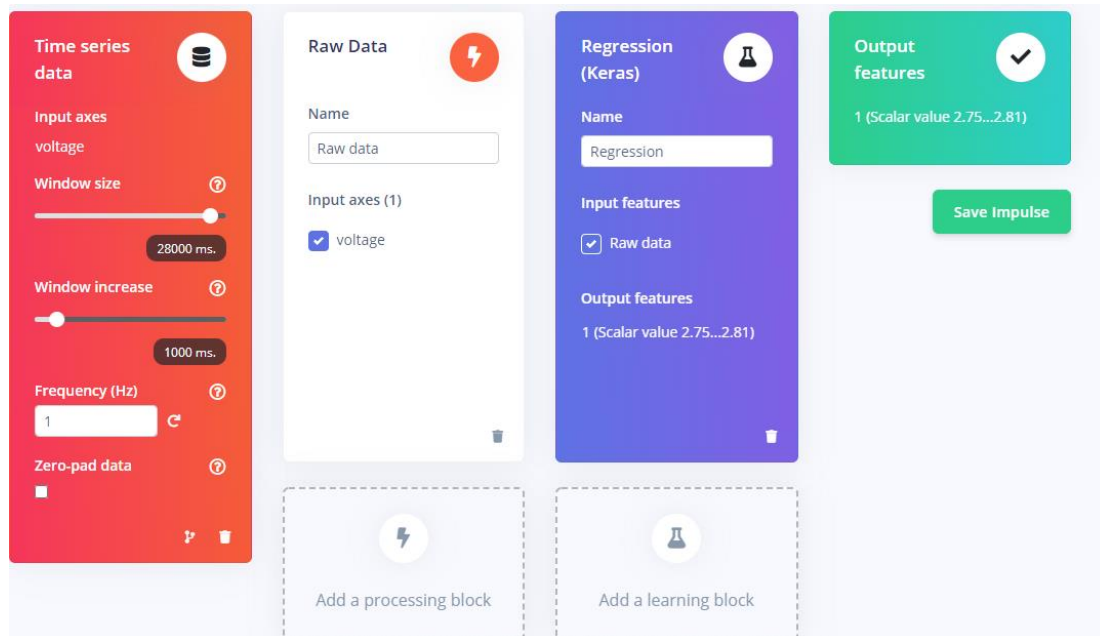 Time series
data
Input axes
voltage
Window size
28000 ms.
Window increase
1000 ms.
Frequency (Hz)
1
Zero-pad data
Raw Data
Name
Raw data
Input axes (1)
voltage
Add a processing block
Regression
(Keras)
Name
Regression
Input features
Raw data
Output features
1 (Scalar value 2.75...2.81)
Add a learning block
Output
features
1 (Scalar value 2.75...2.81)
Save Impulse